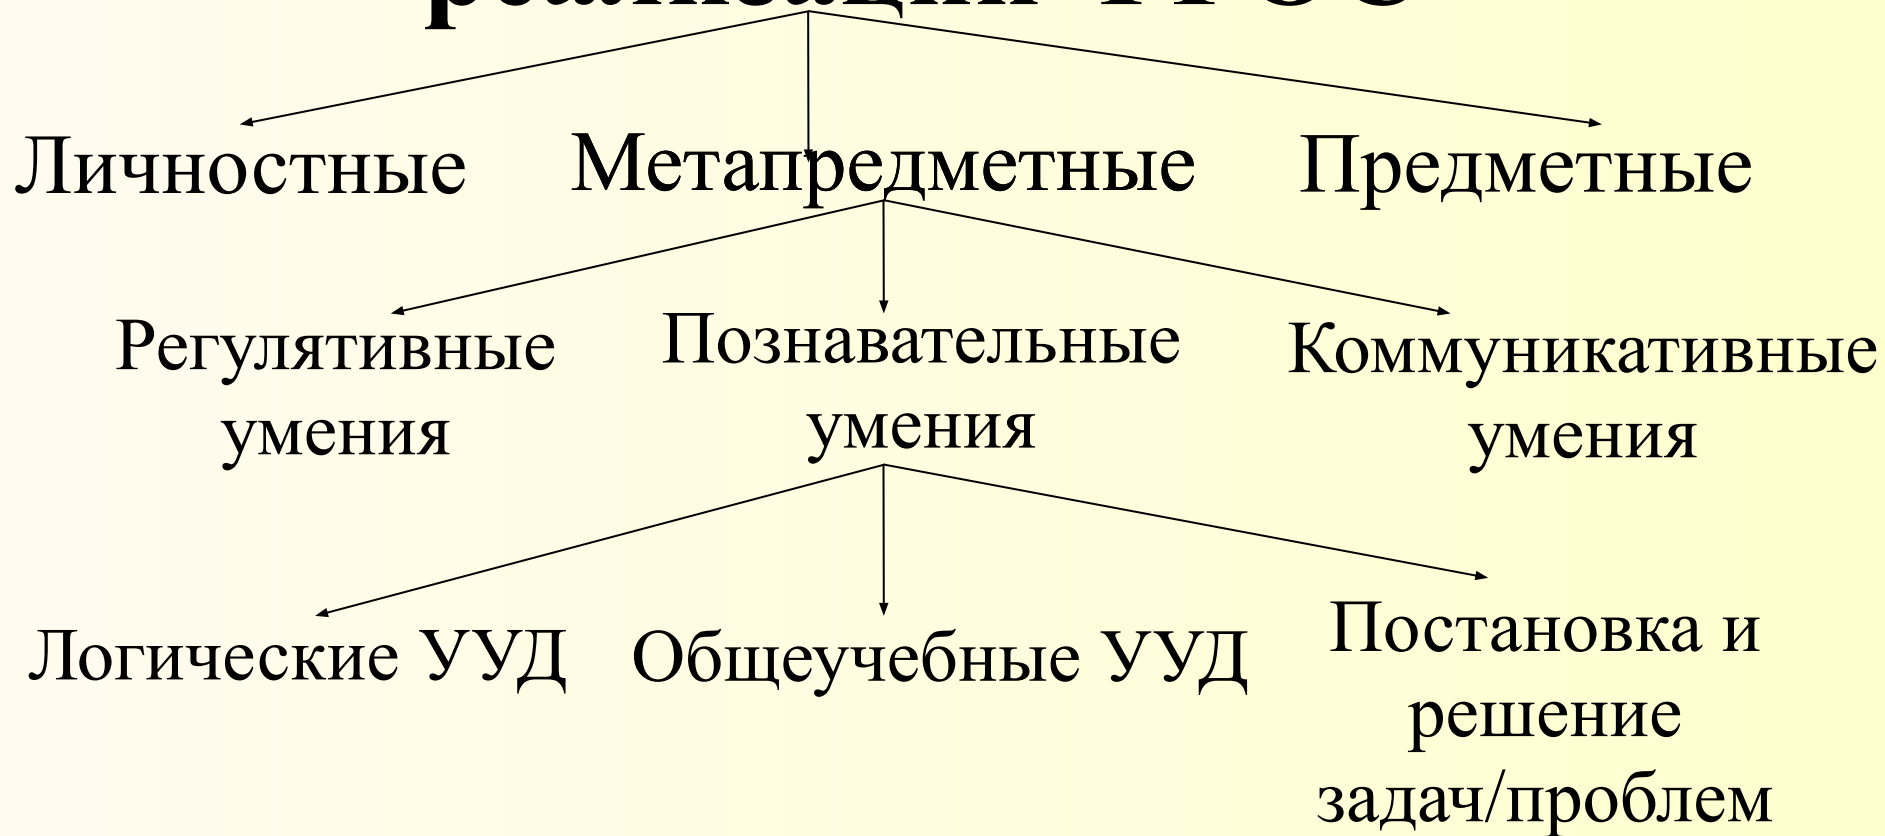 Личностные Метапредметные Предметные
Регулятивные Познавательные Коммуникативные
умения умения умения
Логические УУД Общеучебные УУД Постановка и
решение
задач/проблем